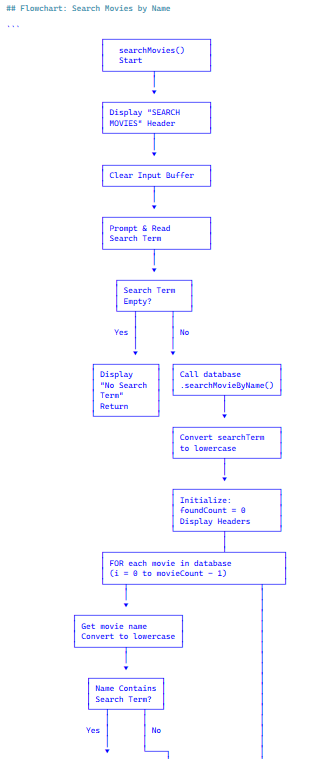 ## Flowchart: Search Movies by Name
...
searchMovies()
Start
Display "SEARCH
MOVIES" Header
Clear Input Buffer
Prompt & Read
Search Term
Search Term
Empty?
Yes
No
Display
"No Search
Term"
Return
Call database
.searchMovieByName()
Convert searchTerm
to lowercase
Initialize:
foundCount = 0
Display Headers
FOR each movie in database
(i = 0 to movieCount - 1)
Get movie name
Convert to lowercase
Name Contains
Search Term?
Yes
No